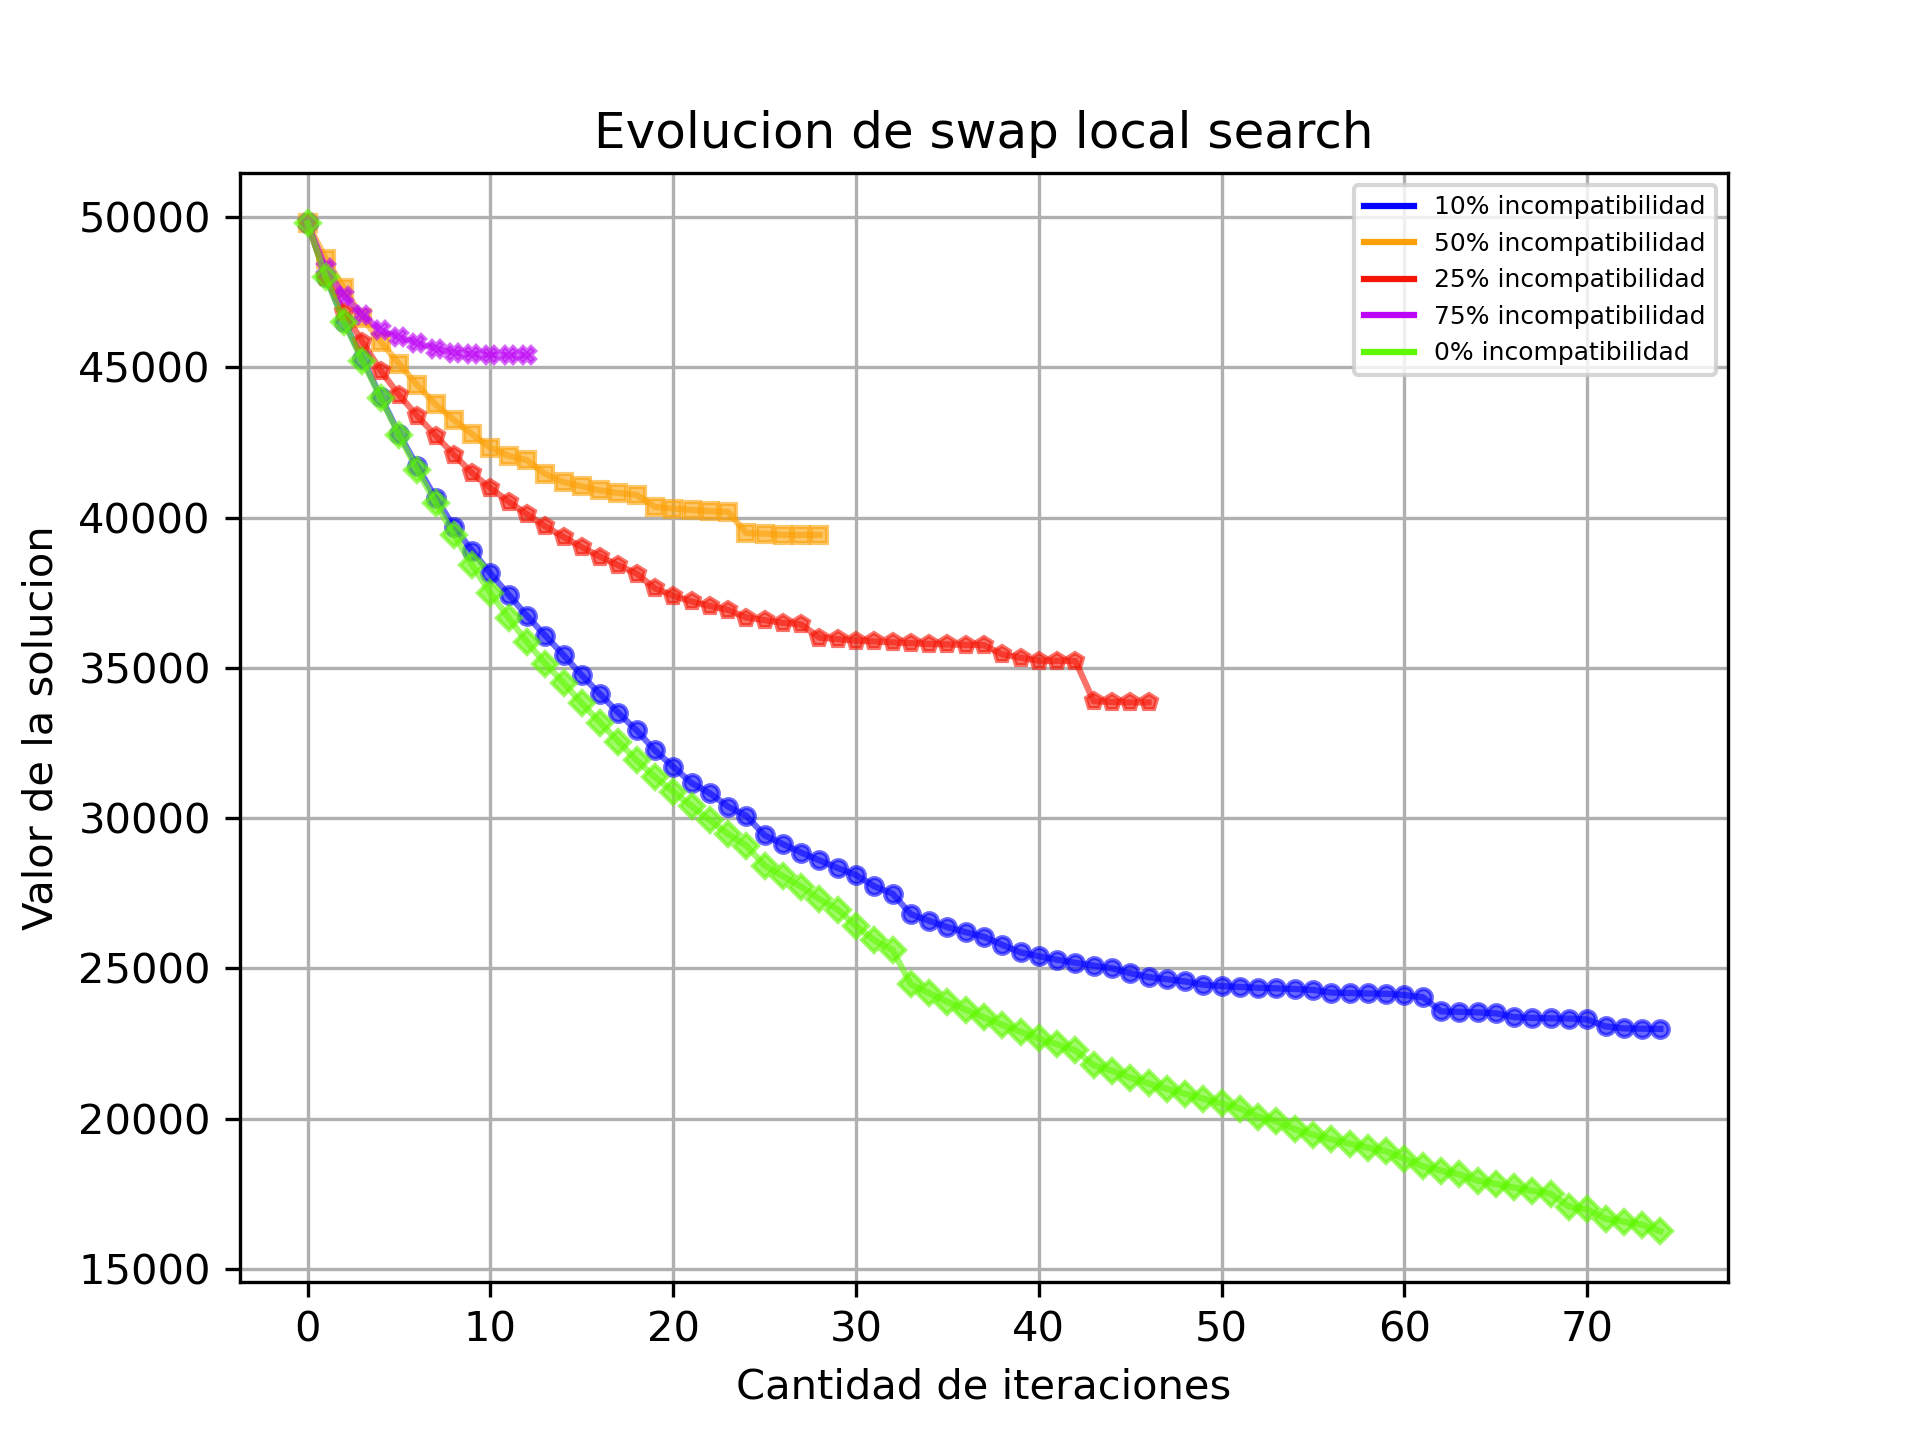 Evolucion de swap local search
50000
45000
40000
35000
30000
25000
20000
15000
Valor de la solucion
10% incompatibilidad
50% incompatibilidad
25% incompatibilidad
75% incompatibilidad
0% incompatibilidad
0 10 20 30 40 50 60 70
Cantidad de iteraciones